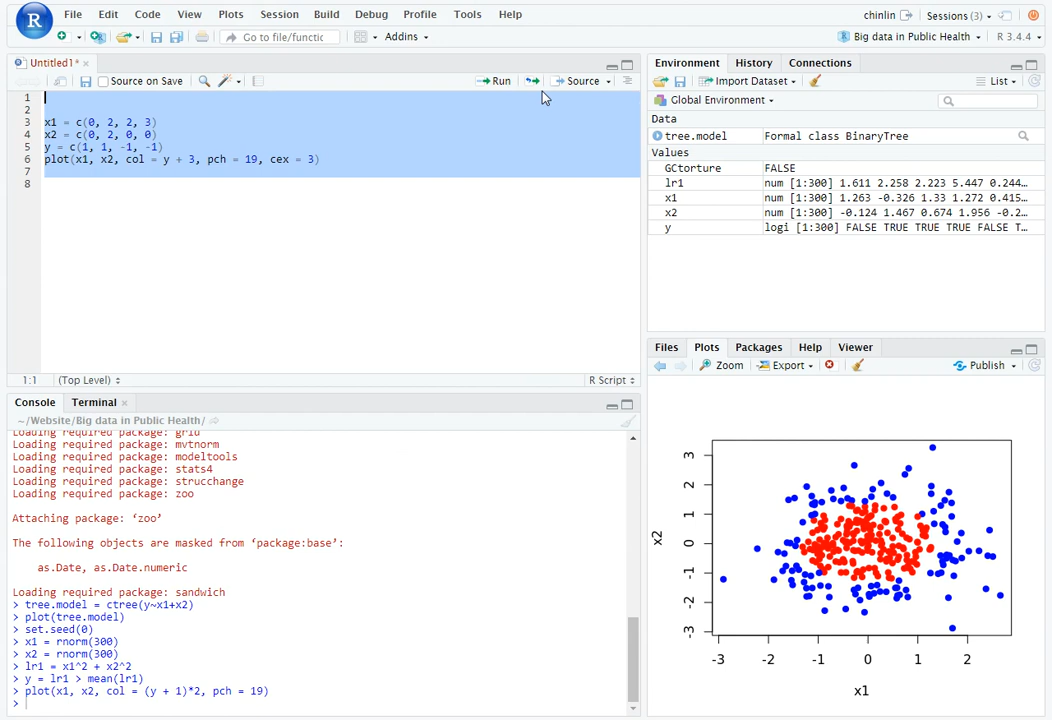 R File Edit Code View Plots Session Build Debug Profile Tools Help chinlin Sessions (3)
Go to file/functic Addins Big data in Public Health R 3.4.4
Untitled1* ×
Source on Save Run Source
1
2
3 x1 = c(0, 2, 2, 3)
4 x2 = c(0, 2, 0, 0)
5 y = c(1, 1, -1, -1)
6 plot(x1, x2, col = y + 3, pch = 19, cex = 3)
7
8
1:1 (Top Level) R Script
Console Terminal ×
~/Website/Big data in Public Health/
Loading required package: grid
Loading required package: mvtnorm
Loading required package: modeltools
Loading required package: stats4
Loading required package: strucchange
Loading required package: zoo
Attaching package: ‘zoo’
The following objects are masked from ‘package:base’:
as.Date, as.Date.numeric
Loading required package: sandwich
> tree.model = ctree(y~x1+x2)
> plot(tree.model)
> set.seed(0)
> x1 = rnorm(300)
> x2 = rnorm(300)
> lr1 = x1^2 + x2^2
> y = lr1 > mean(lr1)
> plot(x1, x2, col = (y + 1)*2, pch = 19)
>
Environment History Connections
Import Dataset List
Global Environment
Data
tree.model Formal class BinaryTree
Values
GCtorture FALSE
lr1 num [1:300] 1.611 2.258 2.223 5.447 0.244…
x1 num [1:300] 1.263 -0.326 1.33 1.272 0.415…
x2 num [1:300] -0.124 1.467 0.674 1.956 -0.2…
y logi [1:300] FALSE TRUE TRUE TRUE FALSE T…
Files Plots Packages Help Viewer
Zoom Export Publish
x2
3
2
1
0
-1
-2
-3
-3 -2 -1 0 1 2
x1